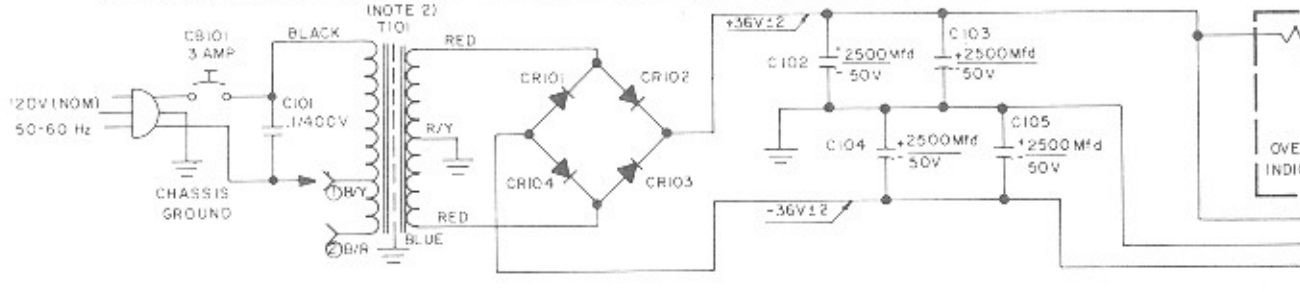 (NOTE 2)
T101
CB101
3 AMP
BLACK
RED
+36V±2
C103
+2500Mfd
-50V
C102
+2500Mfd
-50V
CR101
CR102
120V(NOM)
50-60 Hz
C101
.1/400V
R/Y
C105
+2500Mfd
-50V
C104
+2500Mfd
-50V
CR104
CR103
CHASSIS
GROUND
1 B/Y
RED
-36V±2
2 B/R
BLUE
OVE
INDI